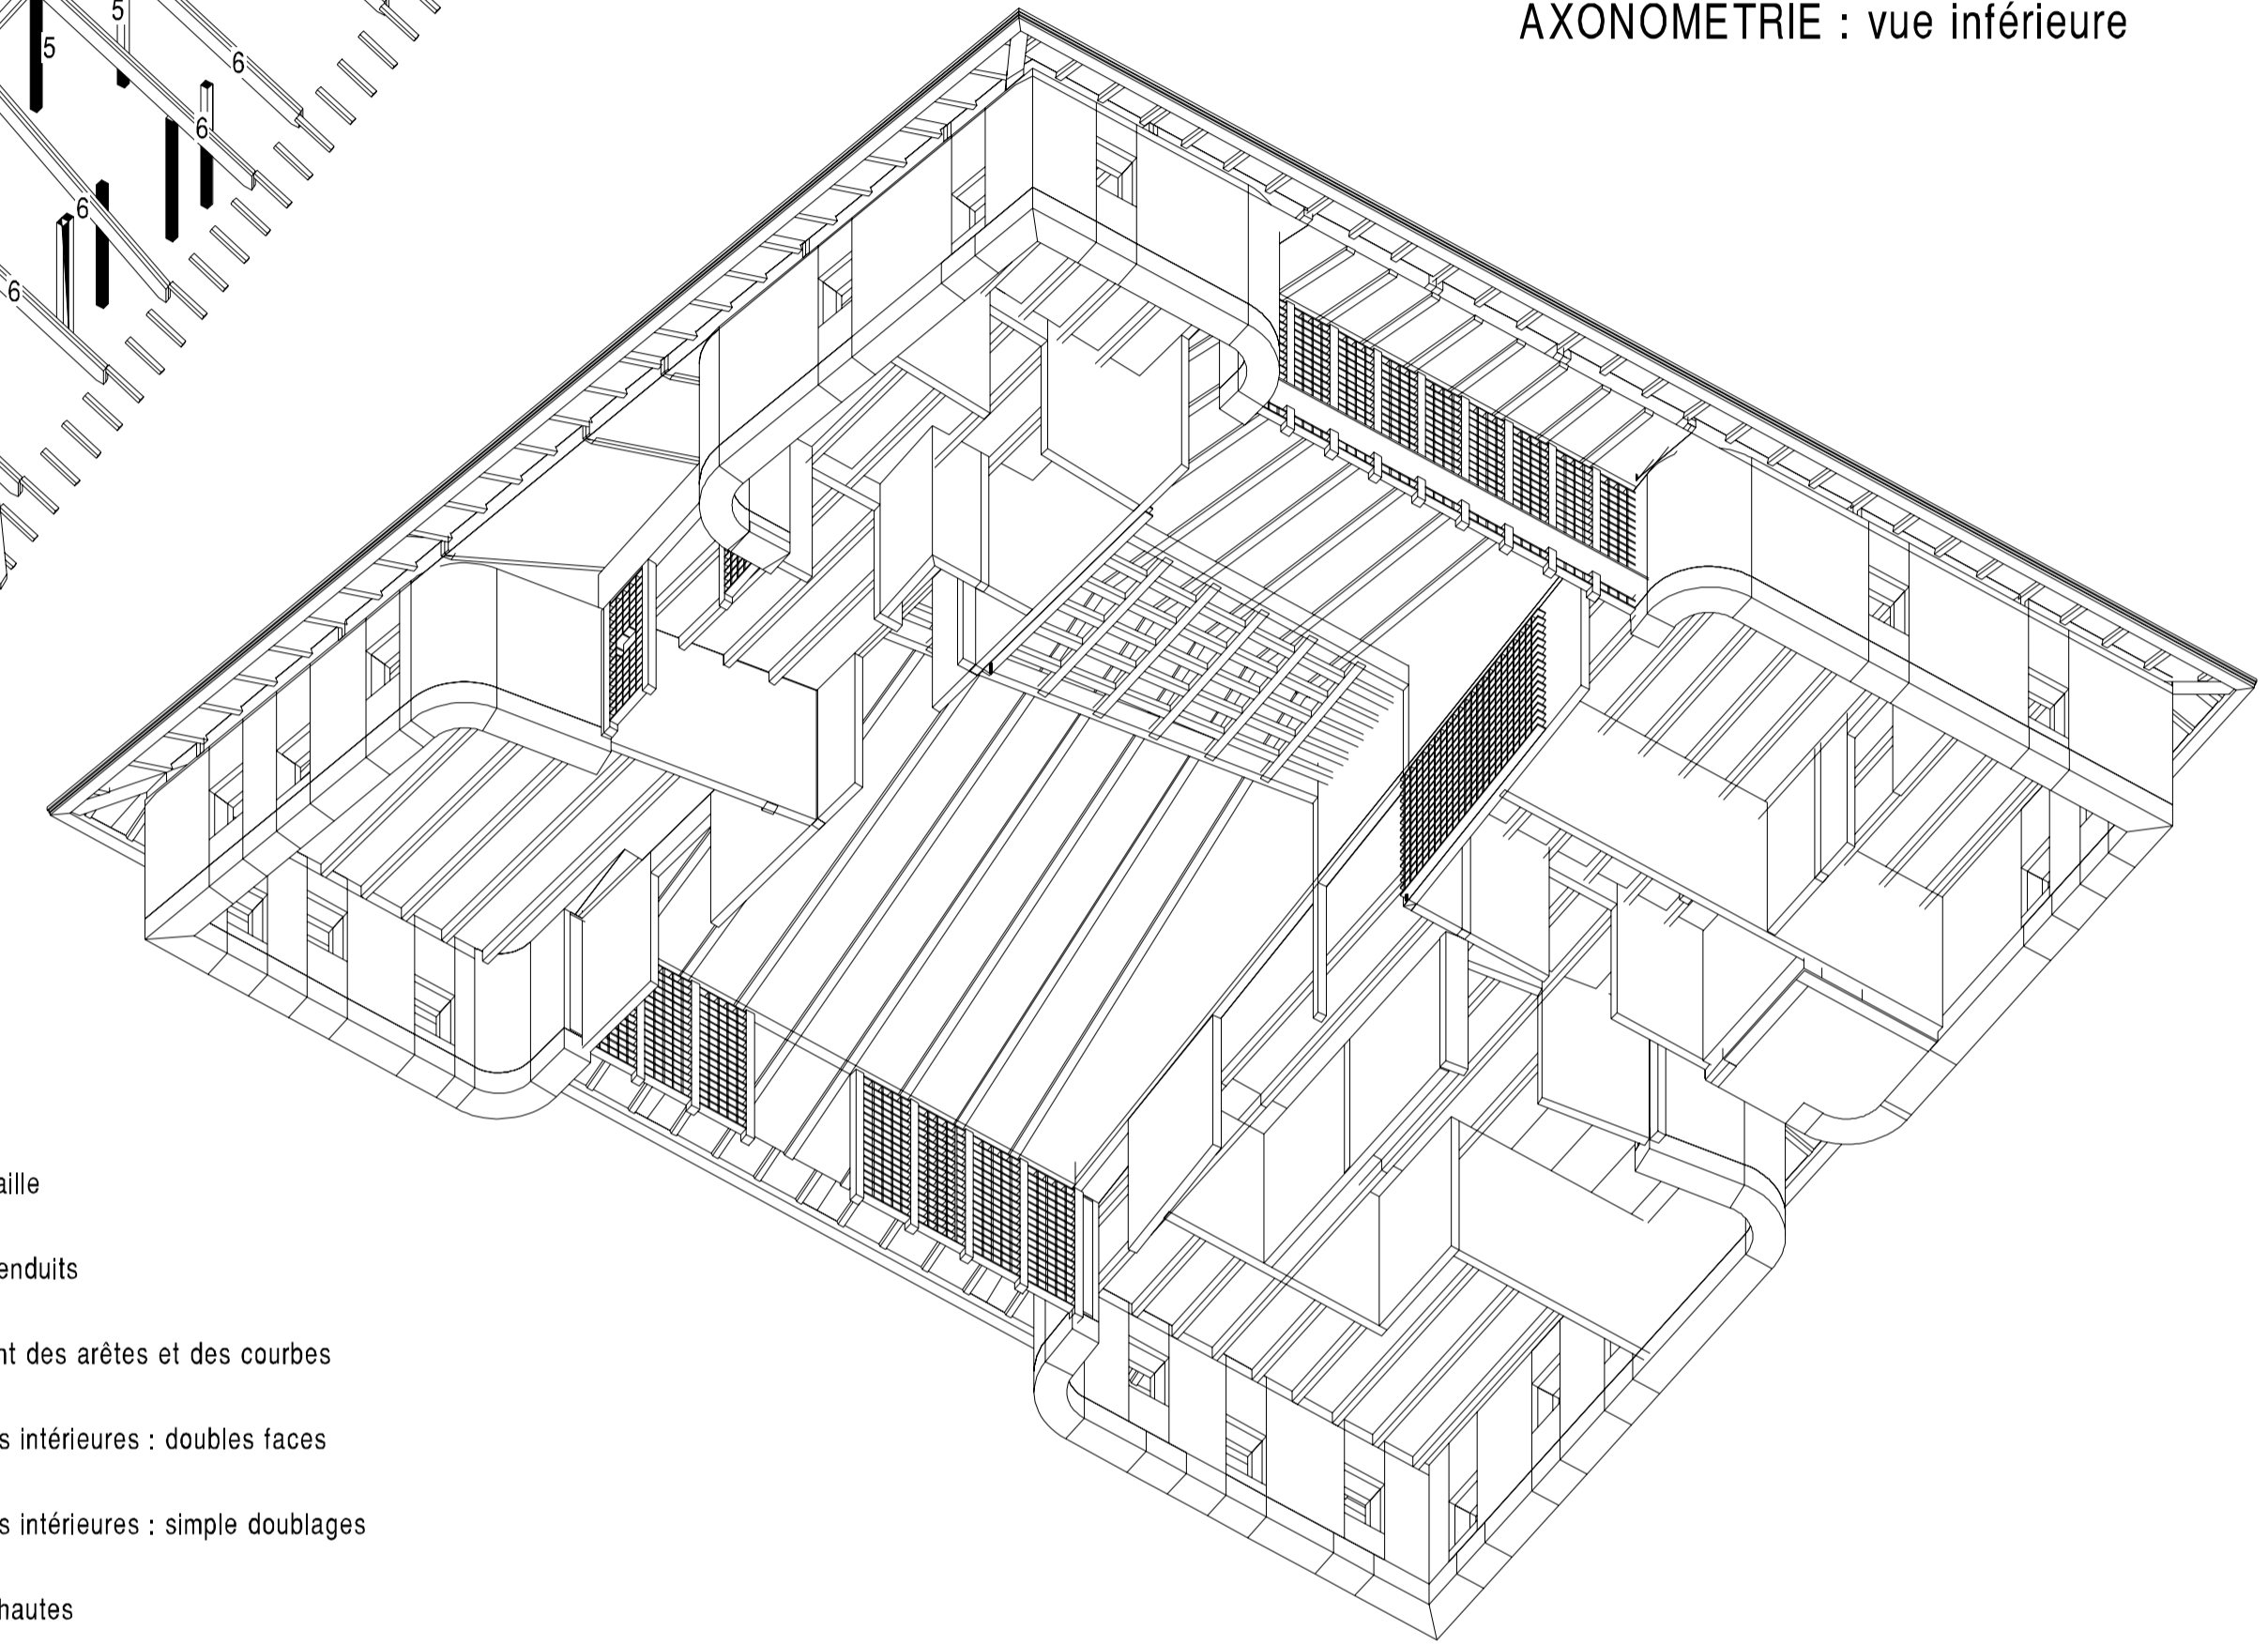 AXONOMETRIE : vue inférieure
5
5
6
6
6
6
aille
enduits
nt des arêtes et des courbes
s intérieures : doubles faces
s intérieures : simple doublages
hautes